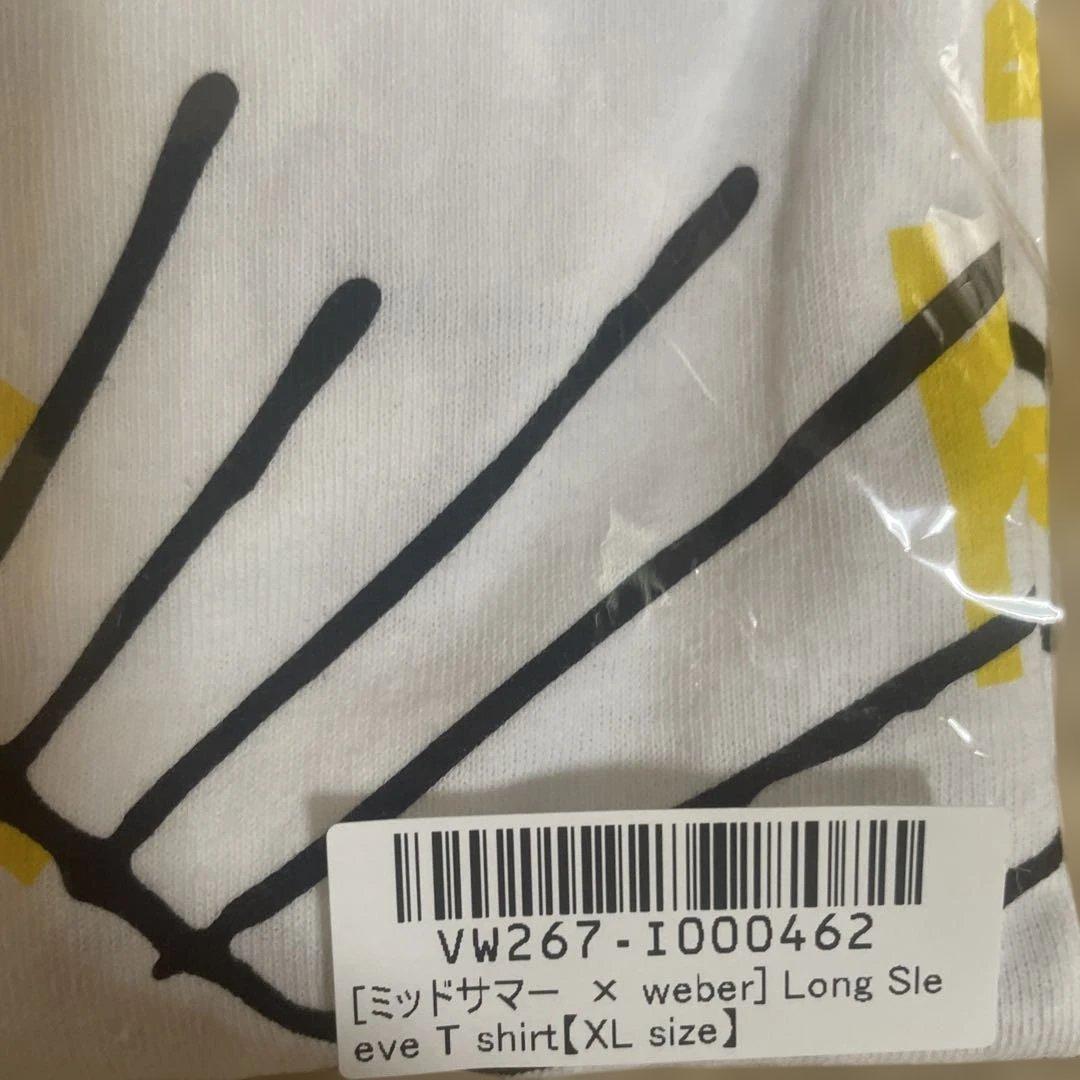 VW267-I000462
[ミッドサマー × weber] Long Sle
eve T shirt【XL size】